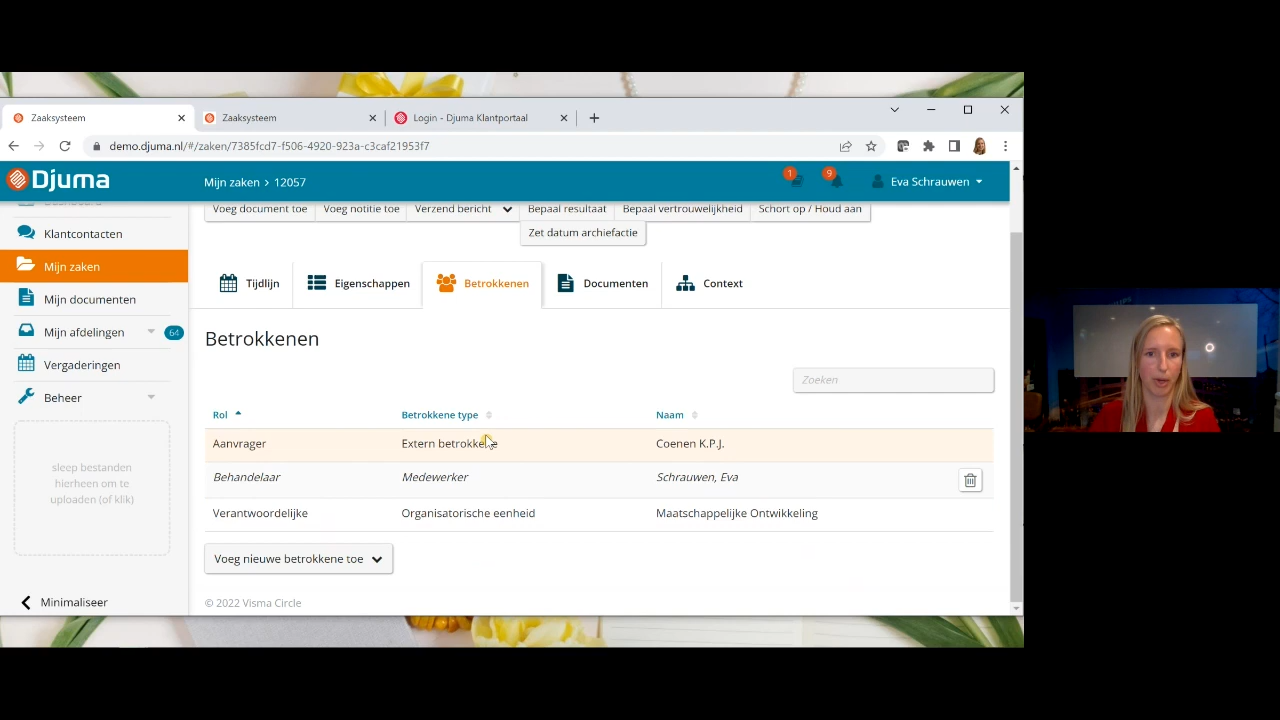 Zaaksysteem
Zaaksysteem
Login - Djuma Klantportaal
demo.djuma.nl/#/zaken/7385fcd7-f506-4920-923a-c3caf21953f7
Djuma
Mijn zaken > 12057
1
9
Eva Schrauwen
Dashboard
Klantcontacten
Mijn zaken
Mijn documenten
Mijn afdelingen
64
Vergaderingen
Beheer
sleep bestanden
hierheen om te
uploaden (of klik)
Minimaliseer
Voeg document toe
Voeg notitie toe
Verzend bericht
Bepaal resultaat
Bepaal vertrouwelijkheid
Schort op / Houd aan
Zet datum archiefactie
Tijdlijn
Eigenschappen
Betrokkenen
Documenten
Context
Betrokkenen
Zoeken
Rol Betrokkene type Naam
Aanvrager Extern betrokkene Coenen K.P.J.
Behandelaar Medewerker Schrauwen, Eva
Verantwoordelijke Organisatorische eenheid Maatschappelijke Ontwikkeling
Voeg nieuwe betrokkene toe
© 2022 Visma Circle